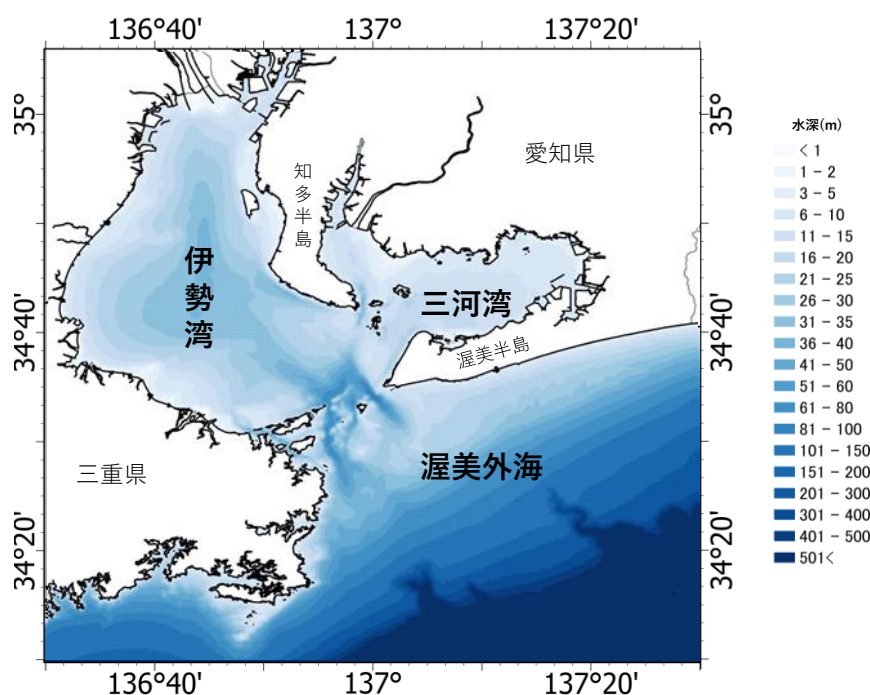 136°40' 137° 137°20'
35°
35°
水深(m)
< 1
1 - 2
3 - 5
6 - 10
11 - 15
16 - 20
21 - 25
26 - 30
31 - 35
36 - 40
41 - 50
51 - 60
61 - 80
81 - 100
101 - 150
151 - 200
201 - 300
301 - 400
401 - 500
501<
愛知県
知多半島
伊勢湾
三河湾
34°40'
34°40'
渥美半島
三重県
渥美外海
34°20'
34°20'
136°40' 137° 137°20'